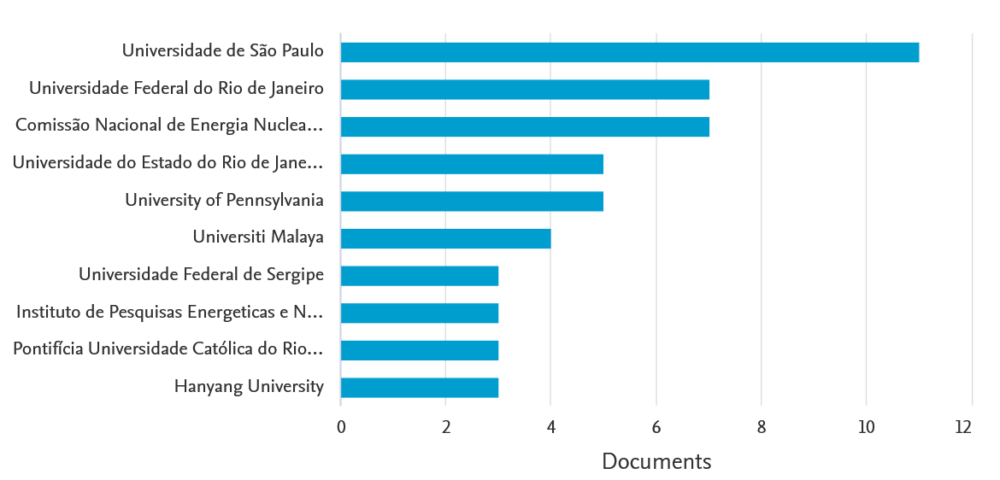 Universidade de São Paulo
Universidade Federal do Rio de Janeiro
Comissão Nacional de Energia Nuclea...
Universidade do Estado do Rio de Jane...
University of Pennsylvania
Universiti Malaya
Universidade Federal de Sergipe
Instituto de Pesquisas Energeticas e N...
Pontifícia Universidade Católica do Rio...
Hanyang University
0 2 4 6 8 10 12
Documents